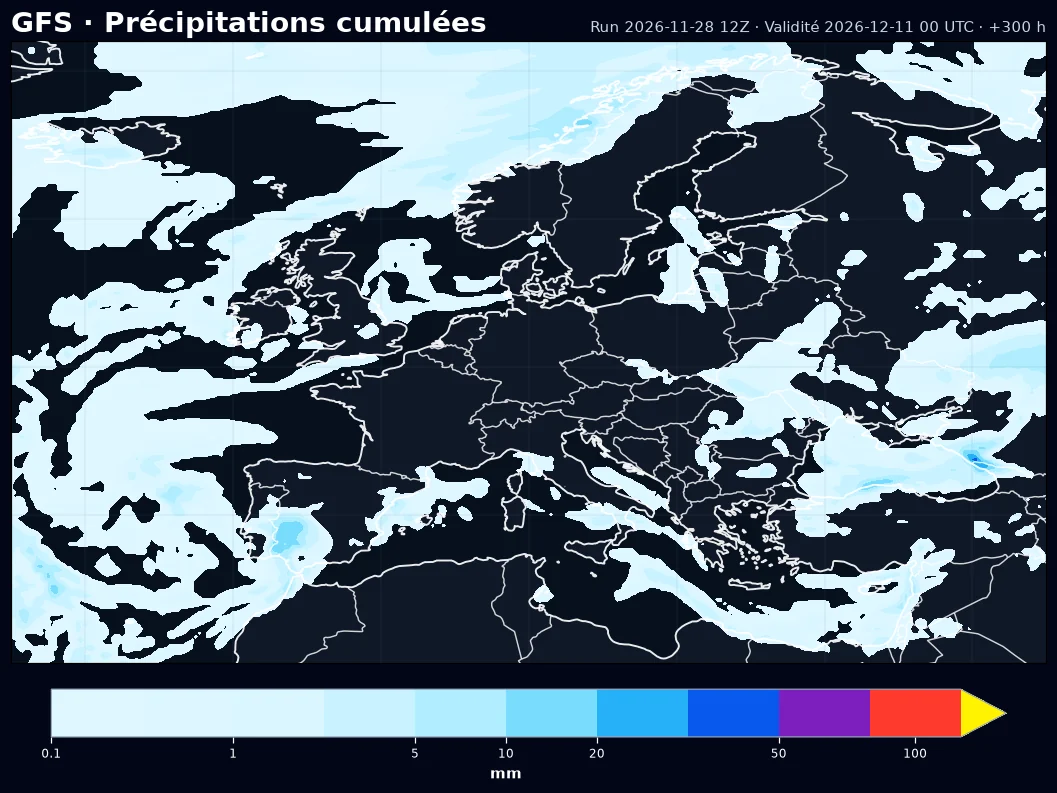 GFS · Précipitations cumulées
Run 2026-11-28 12Z · Validité 2026-12-11 00 UTC · +300 h
0.1 1 5 10 20 50 100
mm